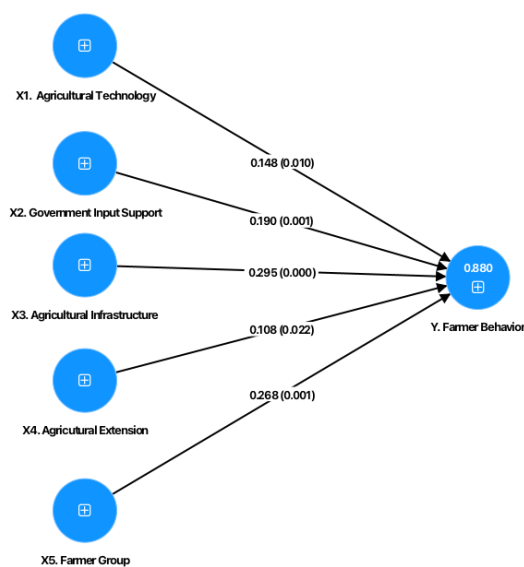 X1. Agricultural Technology
0.148 (0.010)
X2. Government Input Support
0.190 (0.001)
0.880
0.295 (0.000)
X3. Agricultural Infrastructure
Y. Farmer Behavior
0.108 (0.022)
X4. Agricutural Extension
0.268 (0.001)
X5. Farmer Group